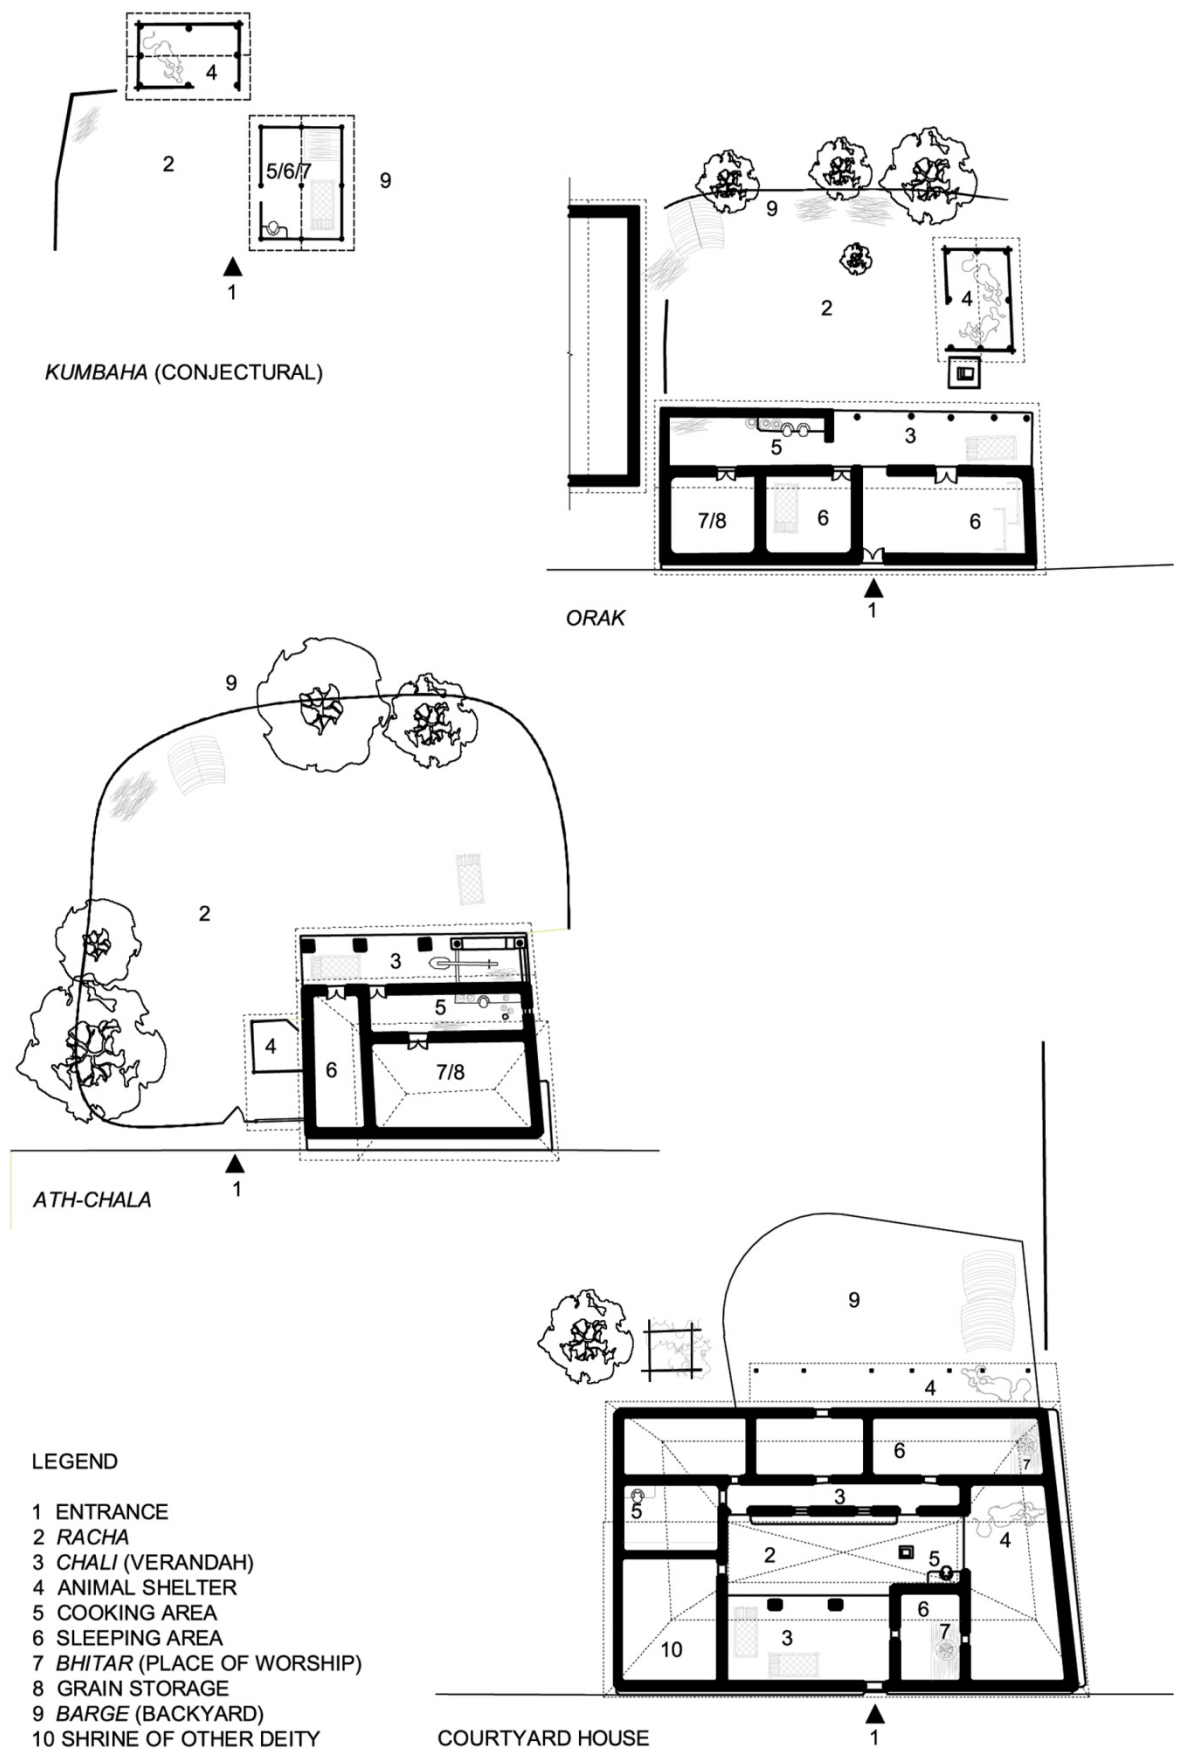 4
2
5/6/7
9
1
KUMBAHA (CONJECTURAL)
9
4
2
3
5
7/8
6
6
1
ORAK
9
2
3
5
4
6
7/8
1
ATH-CHALA
9
4
6
7
3
5
4
2
5
6
7
3
10
1
COURTYARD HOUSE
LEGEND
1 ENTRANCE
2 RACHA
3 CHALI (VERANDAH)
4 ANIMAL SHELTER
5 COOKING AREA
6 SLEEPING AREA
7 BHITAR (PLACE OF WORSHIP)
8 GRAIN STORAGE
9 BARGE (BACKYARD)
10 SHRINE OF OTHER DEITY